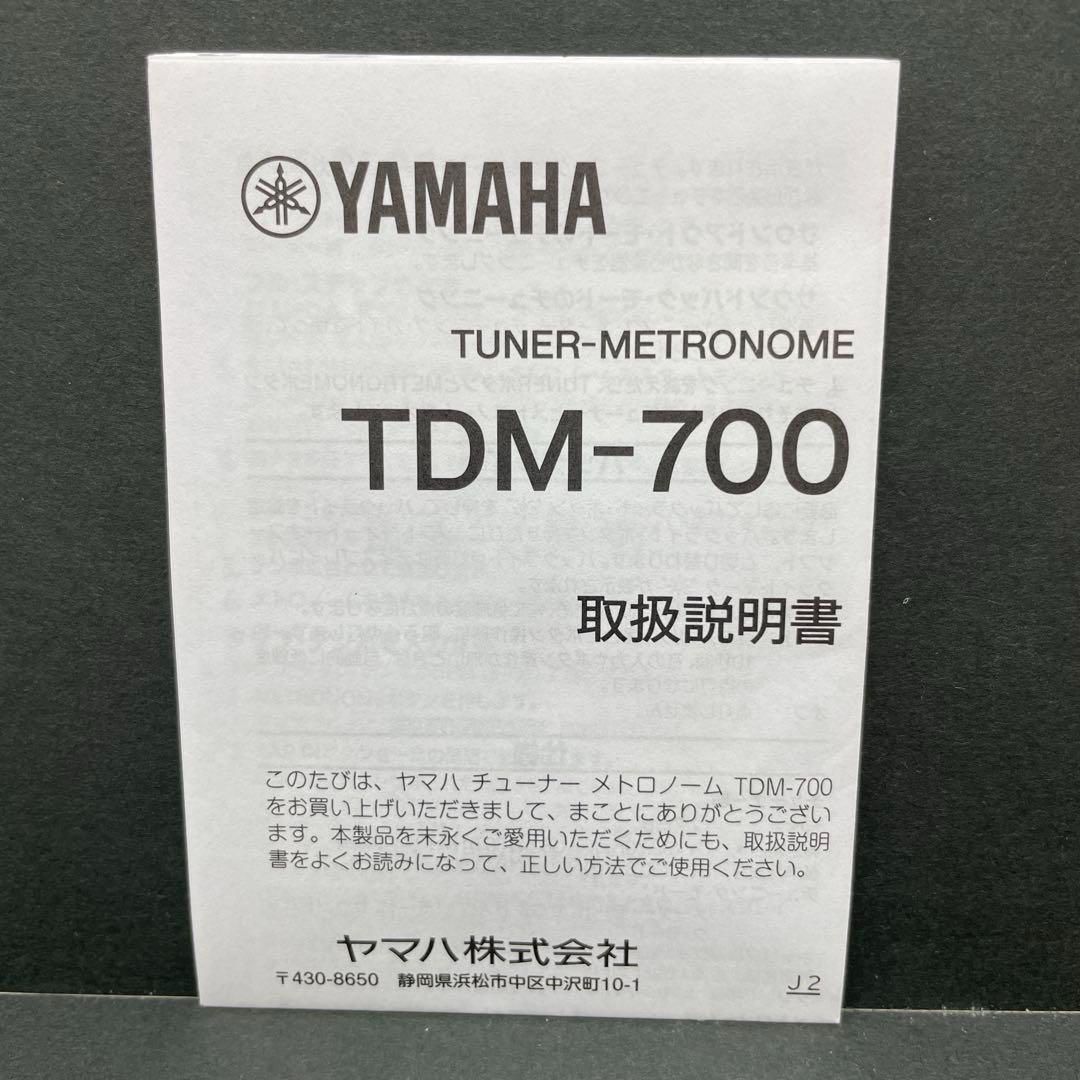 YAMAHA
TUNER-METRONOME
TDM-700
取扱説明書
このたびは、ヤマハ チューナー メトロノーム TDM-700
をお買い上げいただきまして、まことにありがとうござい
ます。本製品を末永くご愛用いただくためにも、取扱説明
書をよくお読みになって、正しい方法でご使用ください。
ヤマハ株式会社
〒430-8650 静岡県浜松市中区中沢町10-1
J2